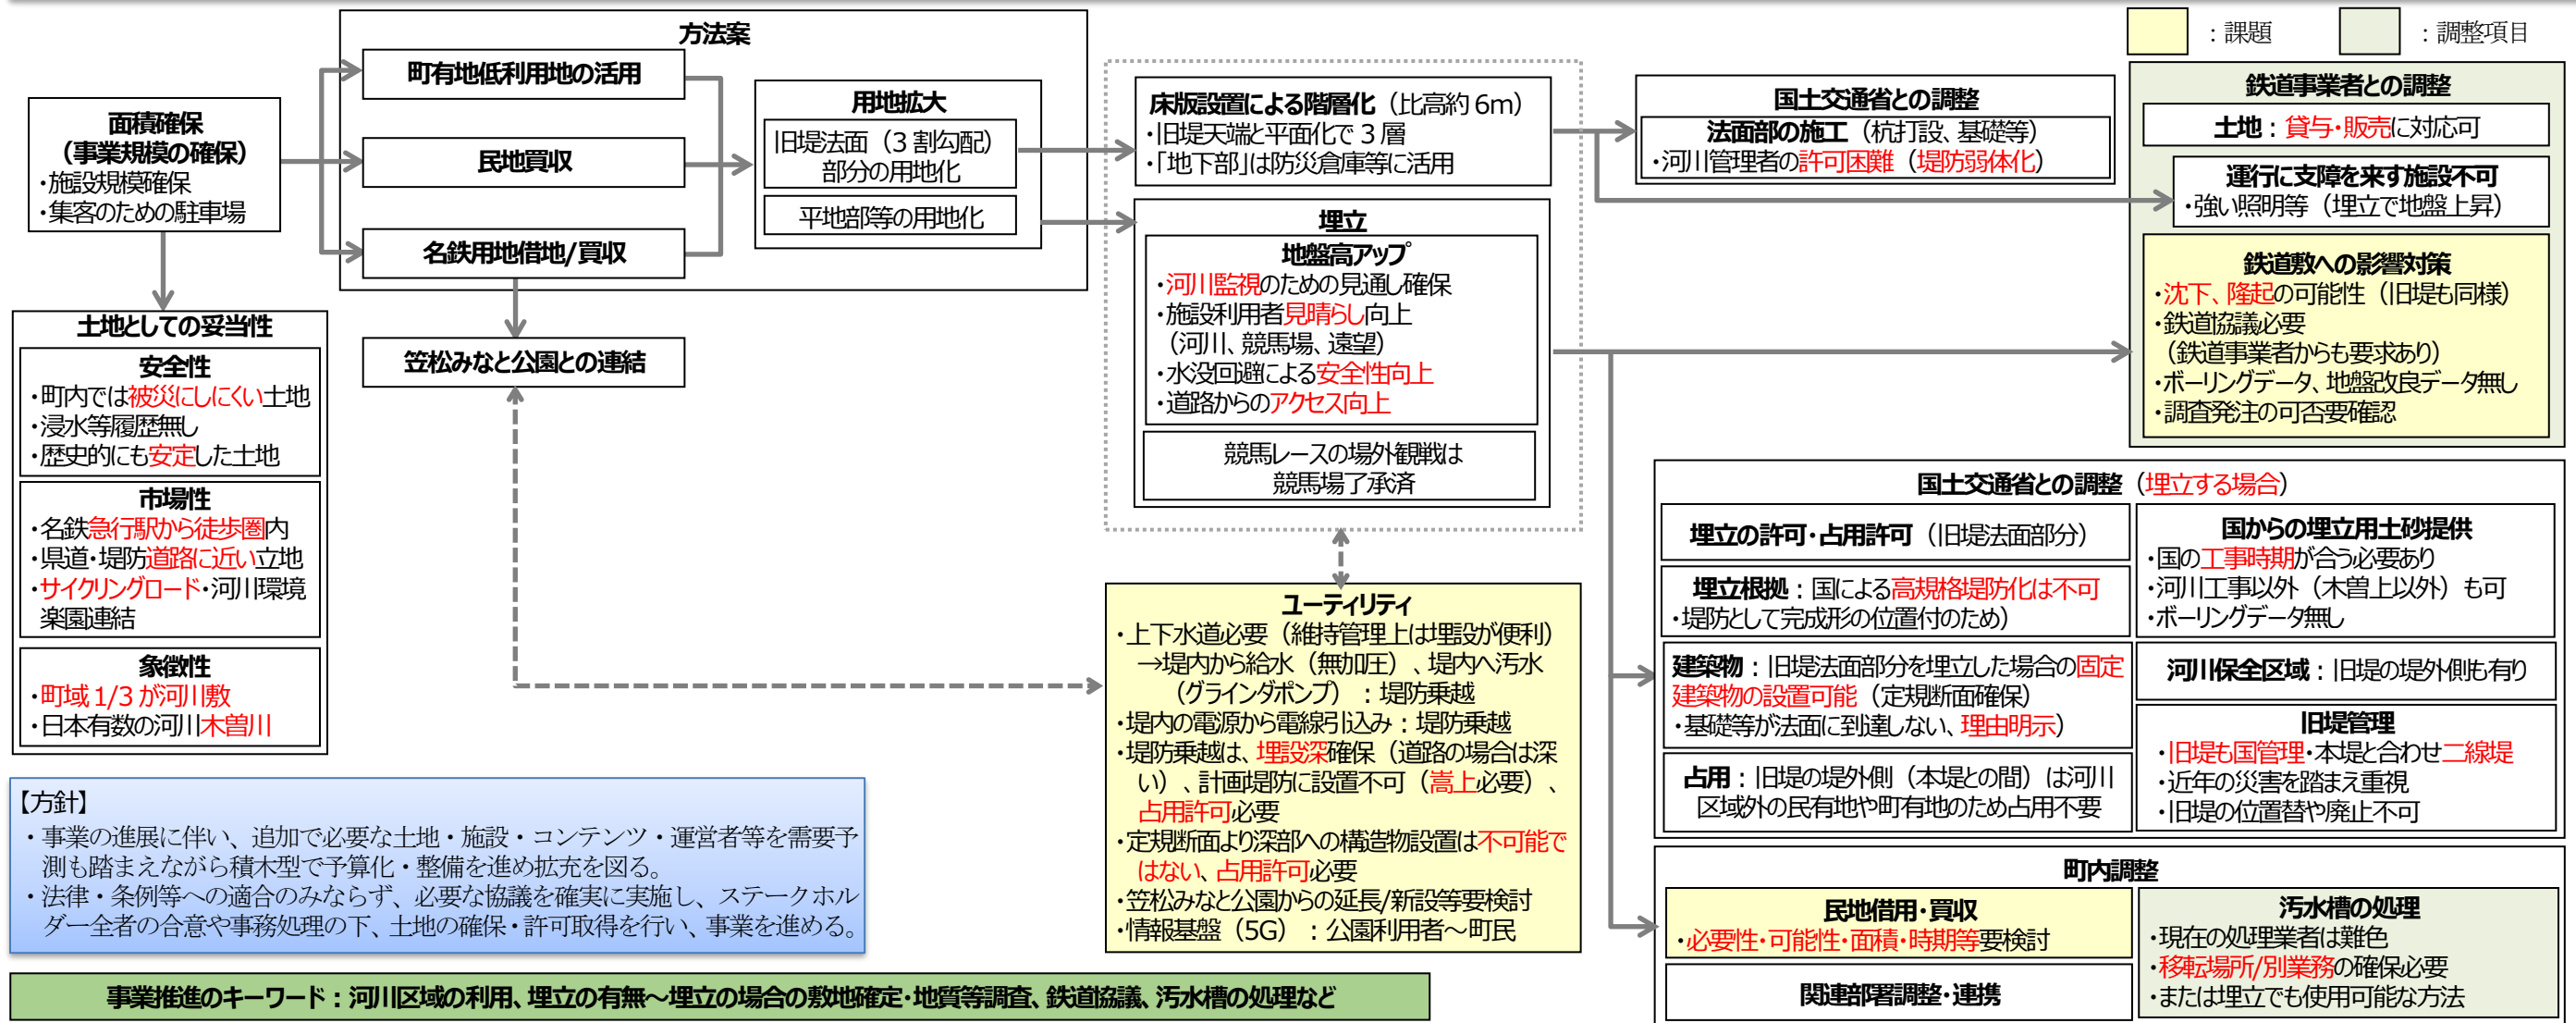 ：課題
：調整項目
面積確保
（事業規模の確保）
・施設規模確保
・集客のための駐車場
方法案
町有地低利用地の活用
民地買収
名鉄用地借地/買収
用地拡大
旧堤法面（3 割勾配）
部分の用地化
平地部等の用地化
笠松みなと公園との連結
土地としての妥当性
安全性
・町内では被災にしにくい土地
・浸水等履歴無し
・歴史的にも安定した土地
市場性
・名鉄急行駅から徒歩圏内
・県道・堤防道路に近い立地
・サイクリングロード・河川環境
楽園連結
象徴性
・町域 1/3 が河川敷
・日本有数の河川木曽川
床版設置による階層化（比高約 6m）
・旧堤天端と平面化で 3 層
・「地下部」は防災倉庫等に活用
埋立
地盤高アップ
・河川監視のための見通し確保
・施設利用者見晴らし向上
（河川、競馬場、遠望）
・水没回避による安全性向上
・道路からのアクセス向上
競馬レースの場外観戦は
競馬場了承済
ユーティリティ
・上下水道必要（維持管理上は埋設が便利）
→堤内から給水（無加圧）、堤内へ汚水
（グラインダポンプ）：堤防乗越
・堤内の電源から電線引込み：堤防乗越
・堤防乗越は、埋設深確保（道路の場合は深
い）、計画堤防に設置不可（嵩上必要）、
占用許可必要
・定規断面より深部への構造物設置は不可能で
はない、占用許可必要
・笠松みなと公園からの延長/新設等要検討
・情報基盤（5G）：公園利用者～町民
国土交通省との調整
法面部の施工（杭打設、基礎等）
・河川管理者の許可困難（堤防弱体化）
鉄道事業者との調整
土地：貸与・販売に対応可
運行に支障を来す施設不可
・強い照明等（埋立で地盤上昇）
鉄道敷への影響対策
・沈下、隆起の可能性（旧堤も同様）
・鉄道協議必要
（鉄道事業者からも要求あり）
・ボーリングデータ、地盤改良データ無し
・調査発注の可否要確認
国土交通省との調整（埋立する場合）
埋立の許可・占用許可（旧堤法面部分）
埋立根拠：国による高規格堤防化は不可
・堤防として完成形の位置付のため）
建築物：旧堤法面部分を埋立した場合の固定
建築物の設置可能（定規断面確保）
・基礎等が法面に到達しない、理由明示）
占用：旧堤の堤外側（本堤との間）は河川
区域外の民有地や町有地のため占用不要
国からの埋立用土砂提供
・国の工事時期が合う必要あり
・河川工事以外（木曽上以外）も可
・ボーリングデータ無し
河川保全区域：旧堤の堤外側も有り
旧堤管理
・旧堤も国管理・本堤と合わせ二線堤
・近年の災害を踏まえ重視
・旧堤の位置替や廃止不可
町内調整
民地借用・買収
・必要性・可能性・面積・時期等要検討
関連部署調整・連携
汚水槽の処理
・現在の処理業者は難色
・移転場所/別業務の確保必要
・または埋立でも使用可能な方法
【方針】
・事業の進展に伴い、追加で必要な土地・施設・コンテンツ・運営者等を需要予
測も踏まえながら積木型で予算化・整備を進め拡充を図る。
・法律・条例等への適合のみならず、必要な協議を確実に実施し、ステークホル
ダー全者の合意や事務処理の下、土地の確保・許可取得を行い、事業を進める。
事業推進のキーワード：河川区域の利用、埋立の有無～埋立の場合の敷地確定・地質等調査、鉄道協議、汚水槽の処理など